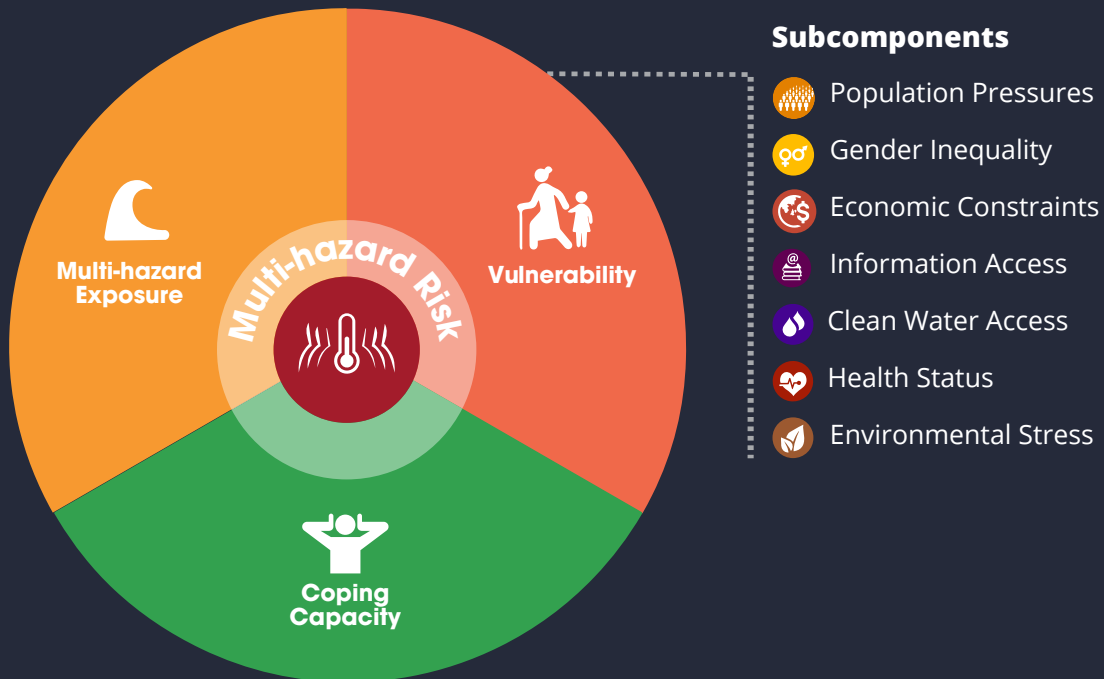 Subcomponents
Population Pressures
Gender Inequality
Economic Constraints
Information Access
Clean Water Access
Health Status
Environmental Stress
Multi-hazard
Exposure
Vulnerability
Multi-hazard Risk
Coping
Capacity
@
$